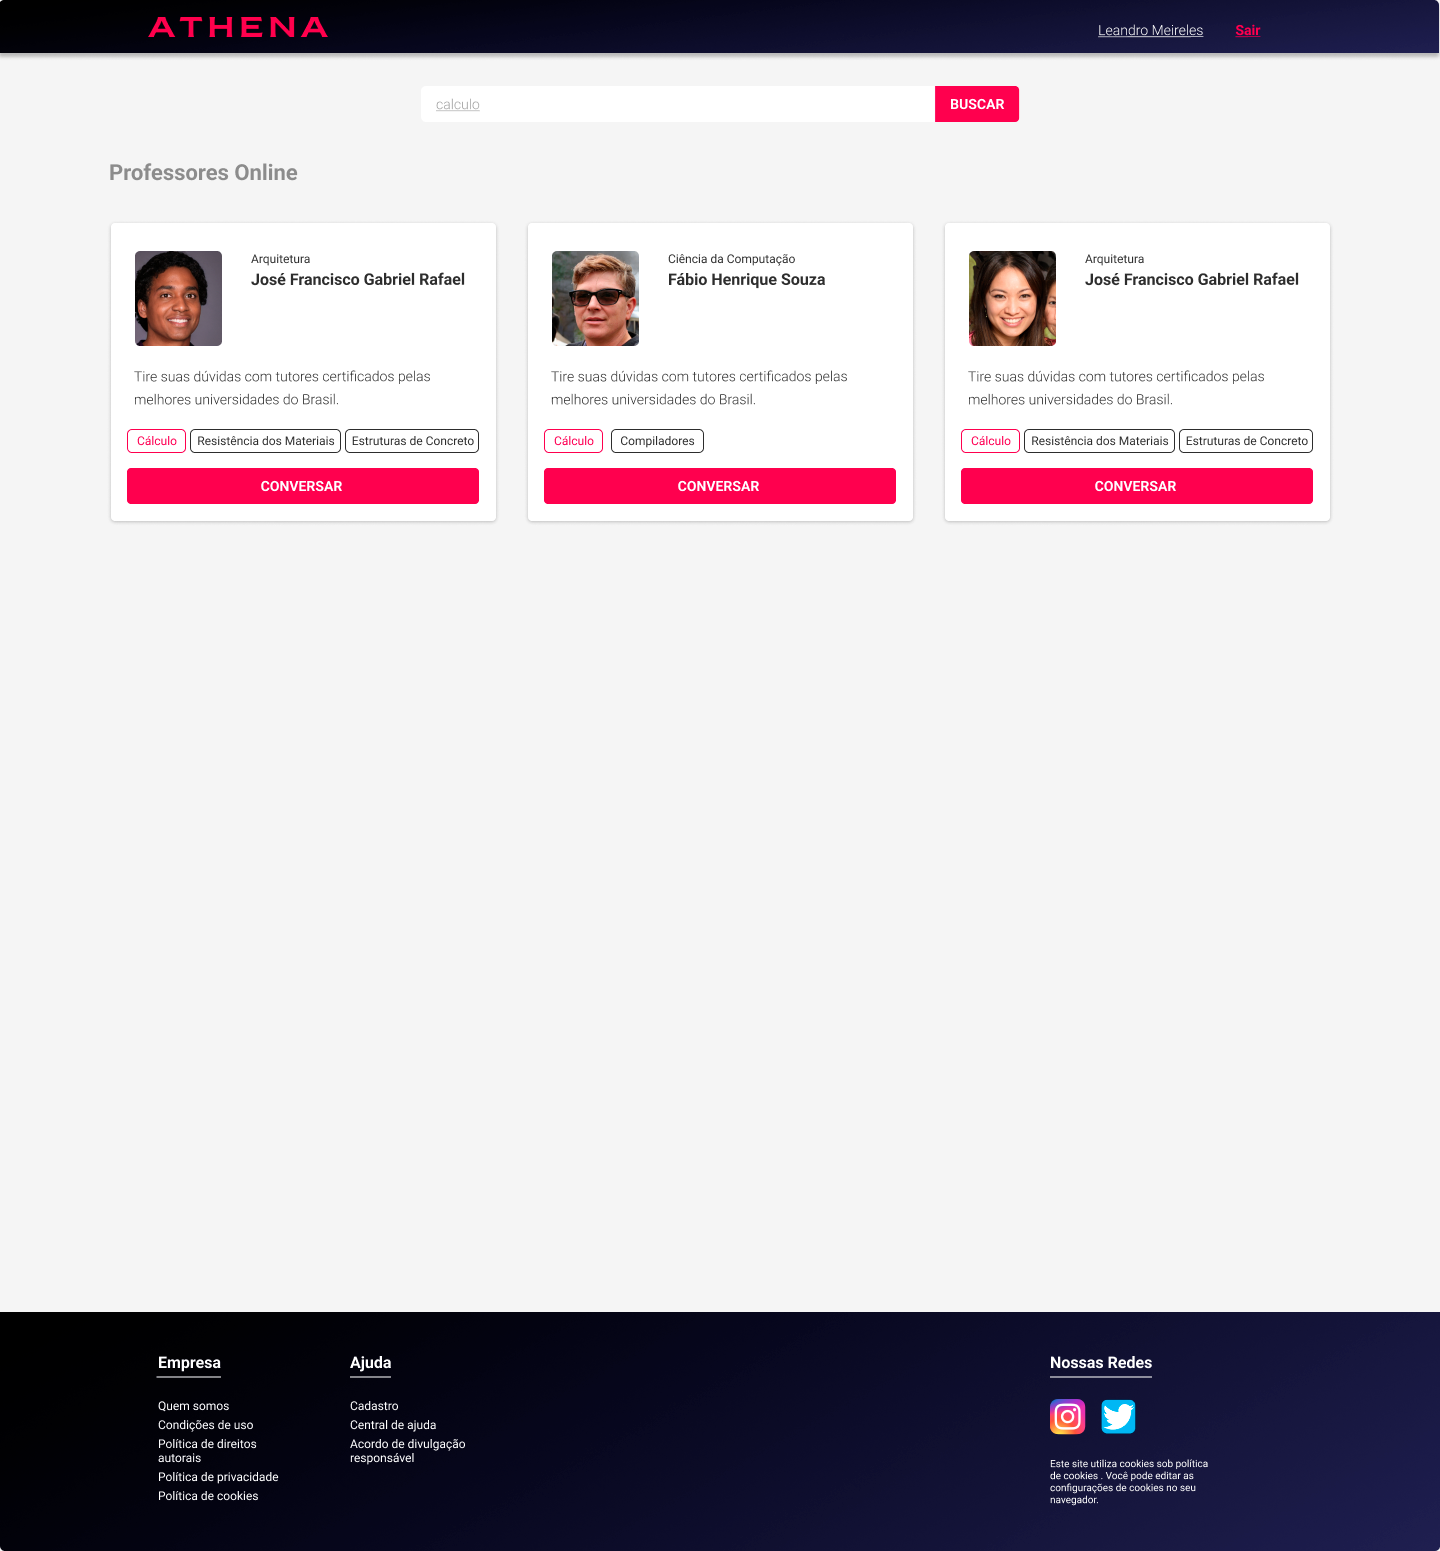 ATHENA
Leandro Meireles
Sair
calculo
BUSCAR
Professores Online
Arquitetura
José Francisco Gabriel Rafael
Tire suas dúvidas com tutores certificados pelas
melhores universidades do Brasil.
Cálculo
Resistência dos Materiais
Estruturas de Concreto
CONVERSAR
Ciência da Computação
Fábio Henrique Souza
Tire suas dúvidas com tutores certificados pelas
melhores universidades do Brasil.
Cálculo
Compiladores
CONVERSAR
Arquitetura
José Francisco Gabriel Rafael
Tire suas dúvidas com tutores certificados pelas
melhores universidades do Brasil.
Cálculo
Resistência dos Materiais
Estruturas de Concreto
CONVERSAR
Empresa
Quem somos
Condições de uso
Política de direitos
autorais
Política de privacidade
Política de cookies
Ajuda
Cadastro
Central de ajuda
Acordo de divulgação
responsável
Nossas Redes
Este site utiliza cookies sob política
de cookies . Você pode editar as
configurações de cookies no seu
navegador.